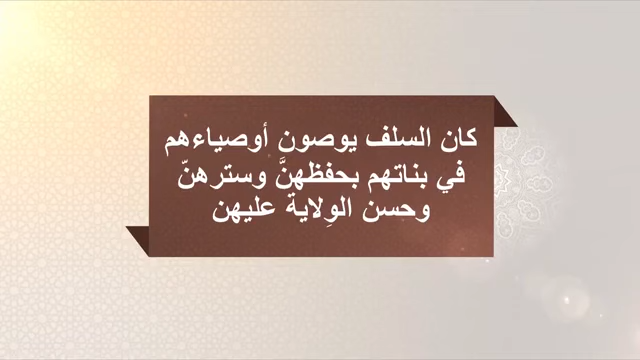 كان السلف يوصون أوصياءهم
في بناتهم بحفظهنَّ وسترهنّ
وحسن الوِلاية عليهن